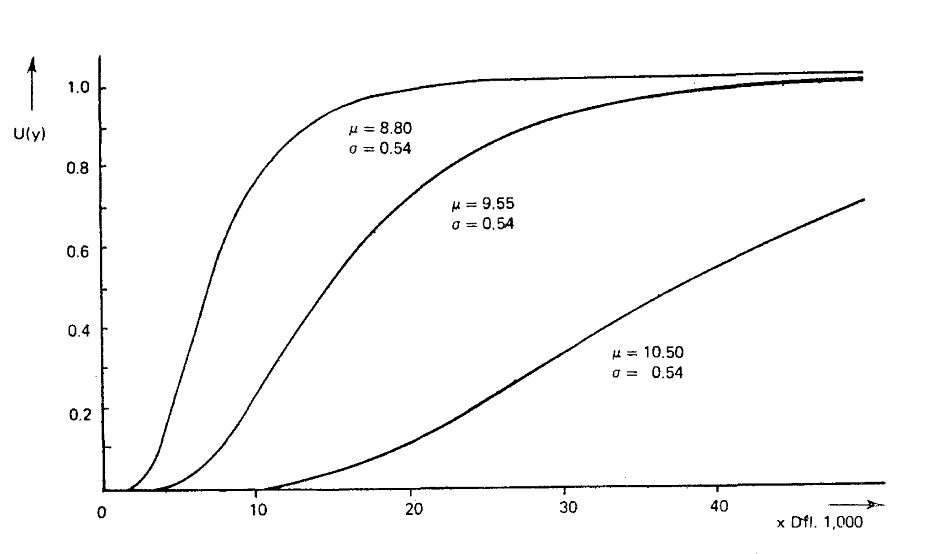 1.0
U(y)
μ = 8.80
σ = 0.54
0.8
μ = 9.55
σ = 0.54
0.6
0.4
μ = 10.50
σ = 0.54
0.2
0 10 20 30 40
x Dfl. 1,000